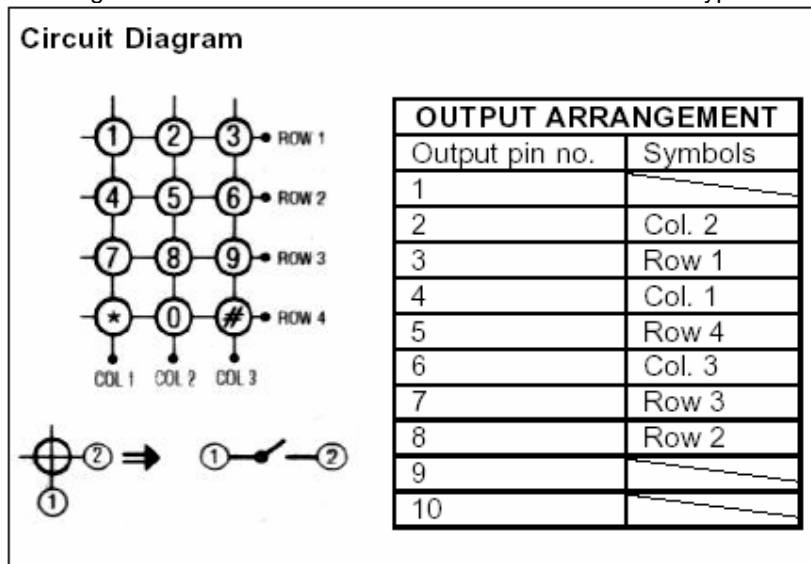 Circuit Diagram
1 2 3 ROW 1
4 5 6 ROW 2
7 8 9 ROW 3
* 0 # ROW 4
COL 1 COL 2 COL 3
2 1 2
1
OUTPUT ARRANGEMENT
Output pin no. Symbols
1
2 Col. 2
3 Row 1
4 Col. 1
5 Row 4
6 Col. 3
7 Row 3
8 Row 2
9
10